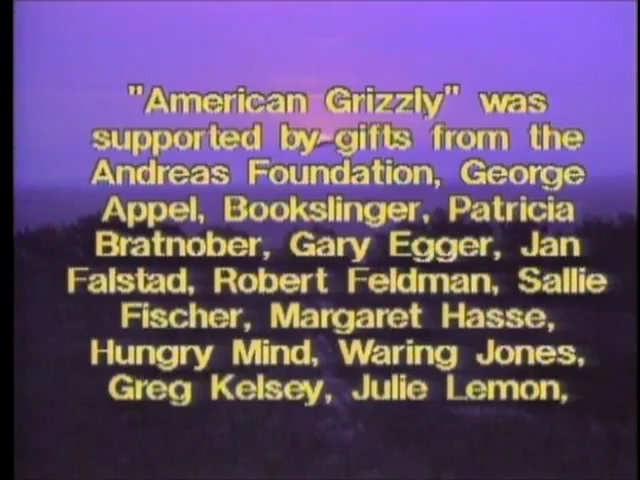 "American Grizzly" was
supported by gifts from the
Andreas Foundation, George
Appel, Bookslinger, Patricia
Bratnober, Gary Egger, Jan
Falstad, Robert Feldman, Sallie
Fischer, Margaret Hasse,
Hungry Mind, Waring Jones,
Greg Kelsey, Julie Lemon,